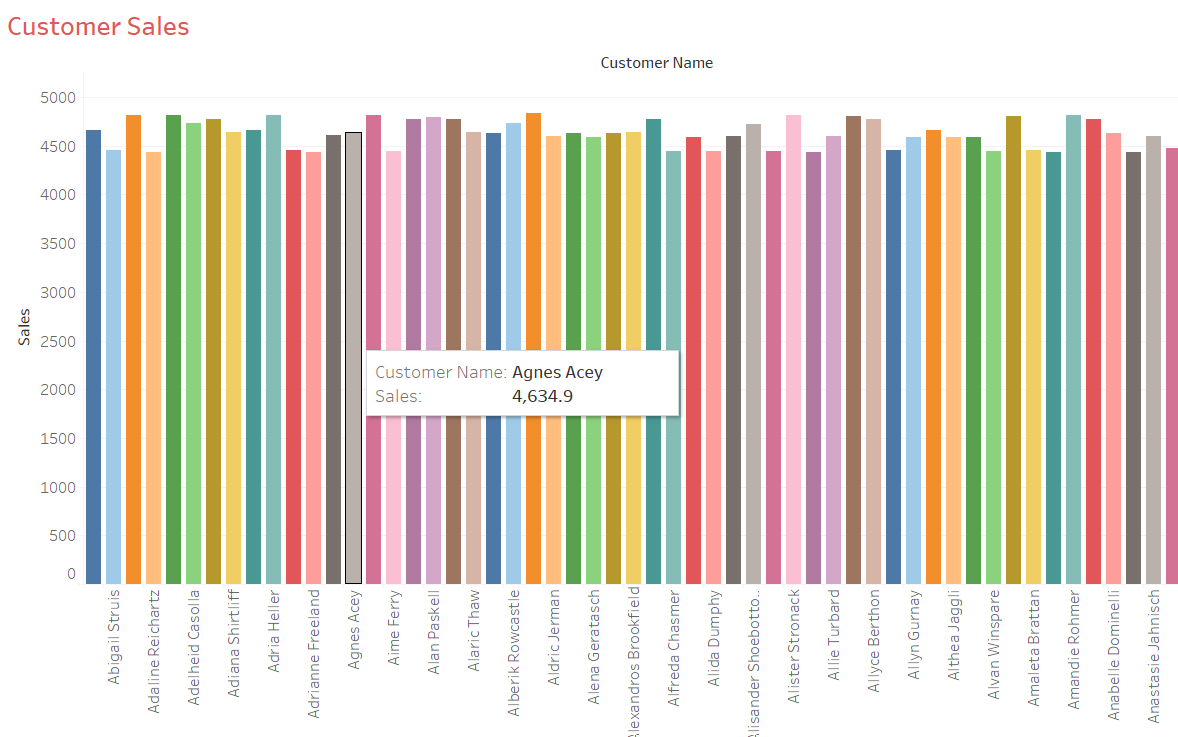 Customer Sales
Customer Name
5000
4500
4000
3500
3000
2500
2000
1500
1000
500
0
Sales
Customer Name: Agnes Acey
Sales: 4,634.9
Abigail Struis
Adaline Reichartz
Adelheid Casolla
Adiana Shirtliff
Adria Heller
Adrianne Freeland
Agnes Acey
Aime Ferry
Alan Paskell
Alaric Thaw
Alberik Rowcastle
Aldric Jerman
Alena Geratasch
Alexandros Brookfield
Alfreda Chasmer
Alida Dumphy
Alisander Shoebotto..
Alister Stronack
Allie Turbard
Allyce Berthon
Allyn Gurnay
Althea Jaggli
Alvan Winspare
Amaleta Brattan
Amandie Rohmer
Anabelle Dominelli
Anastasie Jahnisch